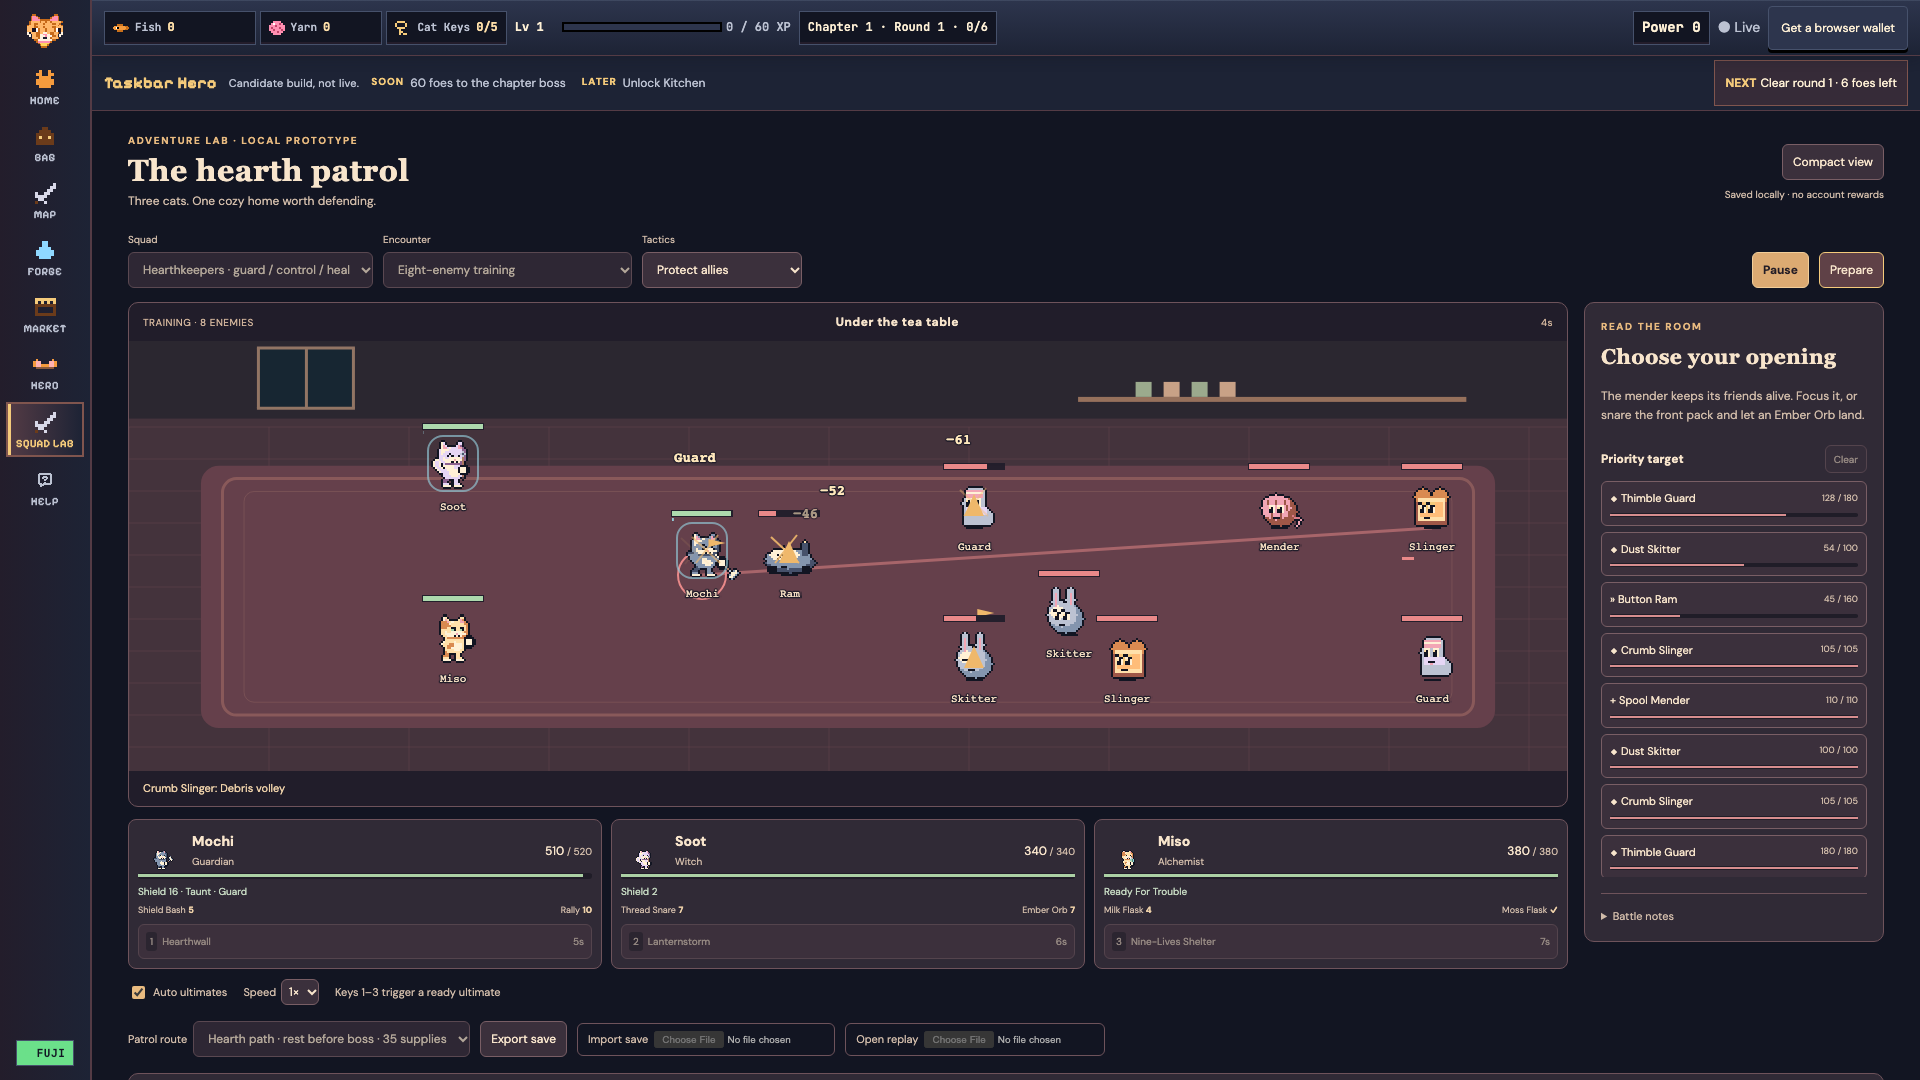 Fish 0
Yarn 0
Cat Keys 0/5
Lv 1
0 / 60 XP
Chapter 1 · Round 1 · 0/6
Power 0
Live
Get a browser wallet
Taskbar Hero
Candidate build, not live.
SOON 60 foes to the chapter boss
LATER Unlock Kitchen
NEXT Clear round 1 · 6 foes left
HOME
BAG
MAP
FORGE
MARKET
HERO
SQUAD LAB
HELP
FUJI
ADVENTURE LAB · LOCAL PROTOTYPE
The hearth patrol
Three cats. One cozy home worth defending.
Compact view
Saved locally · no account rewards
Squad
Hearthkeepers · guard / control / heal
Encounter
Eight-enemy training
Tactics
Protect allies
Pause
Prepare
TRAINING · 8 ENEMIES
Under the tea table
4s
Soot
Guard
-61
-52
-46
Mochi
Ram
Guard
Mender
Slinger
Miso
Skitter
Skitter
Slinger
Guard
Crumb Slinger: Debris volley
READ THE ROOM
Choose your opening
The mender keeps its friends alive. Focus it, or
snare the front pack and let an Ember Orb land.
Priority target
Clear
Thimble Guard 128 / 180
Dust Skitter 54 / 100
» Button Ram 45 / 160
Crumb Slinger 105 / 105
+ Spool Mender 110 / 110
Dust Skitter 100 / 100
Crumb Slinger 105 / 105
Thimble Guard 180 / 180
Battle notes
Mochi
Guardian
510 / 520
Shield 16 · Taunt · Guard
Shield Bash 5
Rally 10
1 Hearthwall 5s
Soot
Witch
340 / 340
Shield 2
Thread Snare 7
Ember Orb 7
2 Lanternstorm 6s
Miso
Alchemist
380 / 380
Ready For Trouble
Milk Flask 4
Moss Flask ✓
3 Nine-Lives Shelter 7s
Auto ultimates
Speed 1×
Keys 1–3 trigger a ready ultimate
Patrol route
Hearth path · rest before boss · 35 supplies
Export save
Import save Choose File No file chosen
Open replay Choose File No file chosen